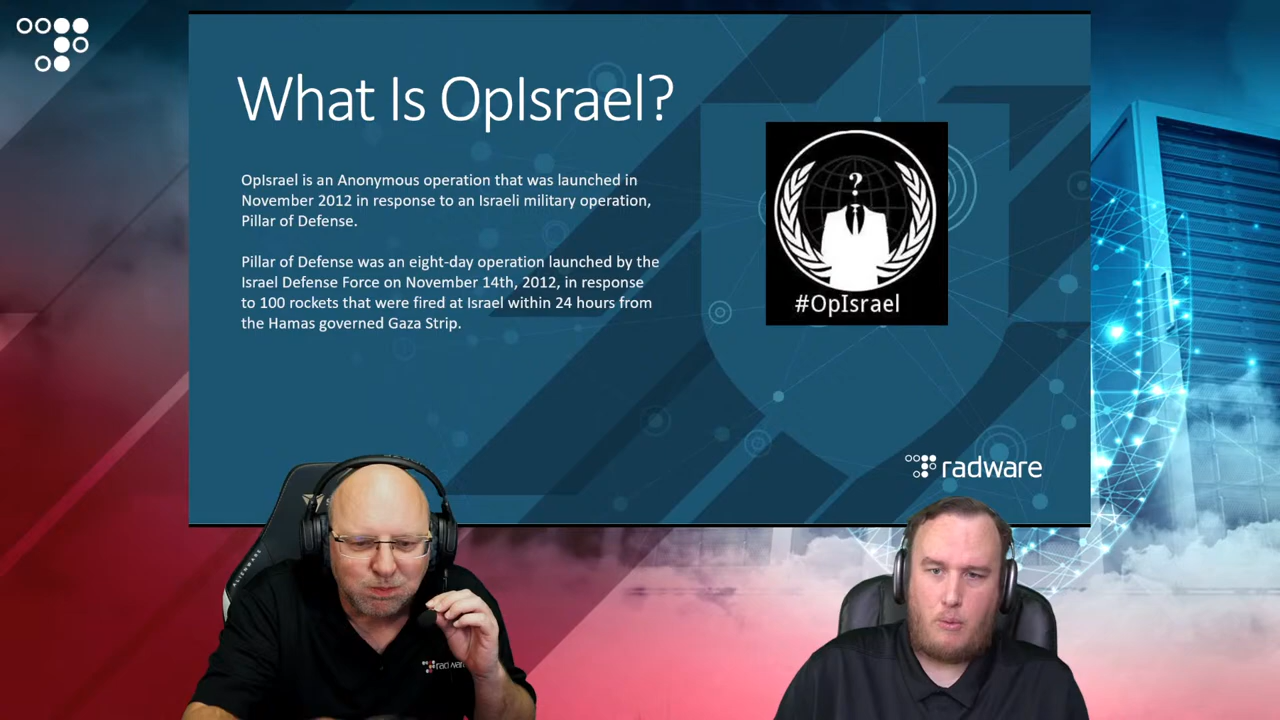 What Is OpIsrael?
OpIsrael is an Anonymous operation that was launched in
November 2012 in response to an Israeli military operation,
Pillar of Defense.
Pillar of Defense was an eight-day operation launched by the
Israel Defense Force on November 14th, 2012, in response
to 100 rockets that were fired at Israel within 24 hours from
the Hamas governed Gaza Strip.
?
#OpIsrael
radware
ALIENWARE
radware